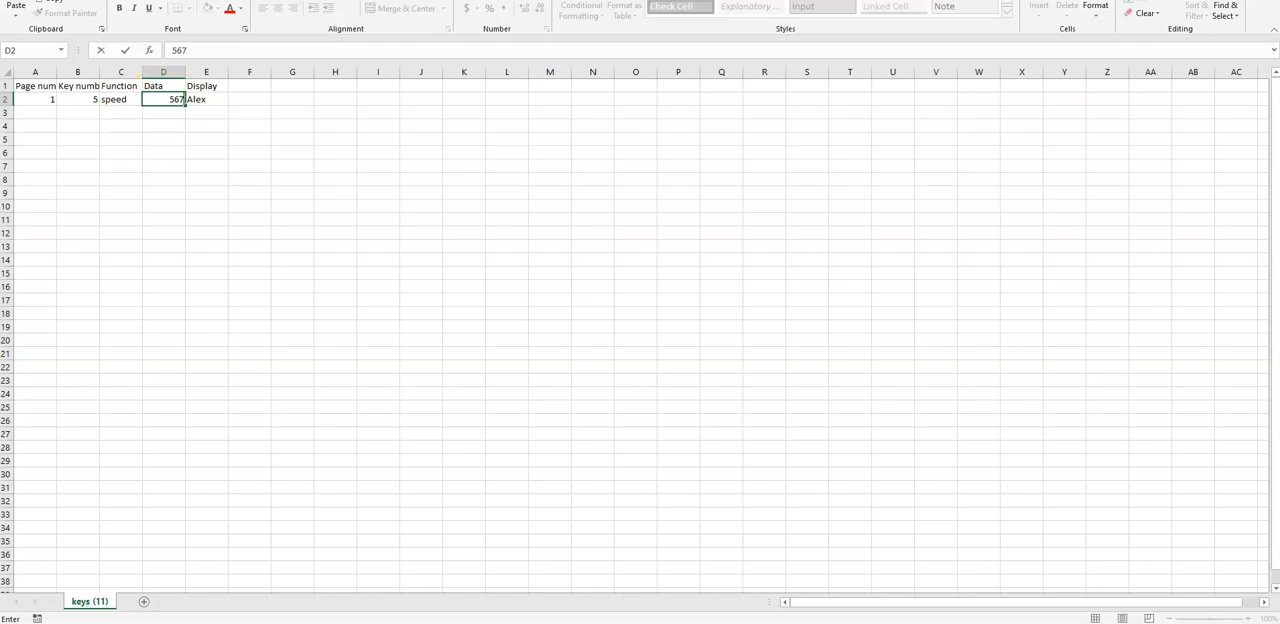 Paste
Format Painter
Clipboard
B I U A
Font
Merge & Center
Alignment
$ % ,
Number
Conditional Formatting
Format as Table
Check Cell
Explanatory ...
Input
Linked Cell
Note
Styles
Insert Delete Format
Cells
Clear
Sort & Filter
Find & Select
Editing
D2 fx 567
A B C D E F G H I J K L M N O P Q R S T U V W X Y Z AA AB AC
1 Page num Key numb Function Data Display
2 1 5 speed 567 Alex
3
4
5
6
7
8
9
10
11
12
13
14
15
16
17
18
19
20
21
22
23
24
25
26
27
28
29
30
31
32
33
34
35
36
37
38
keys (11)
Enter
100%